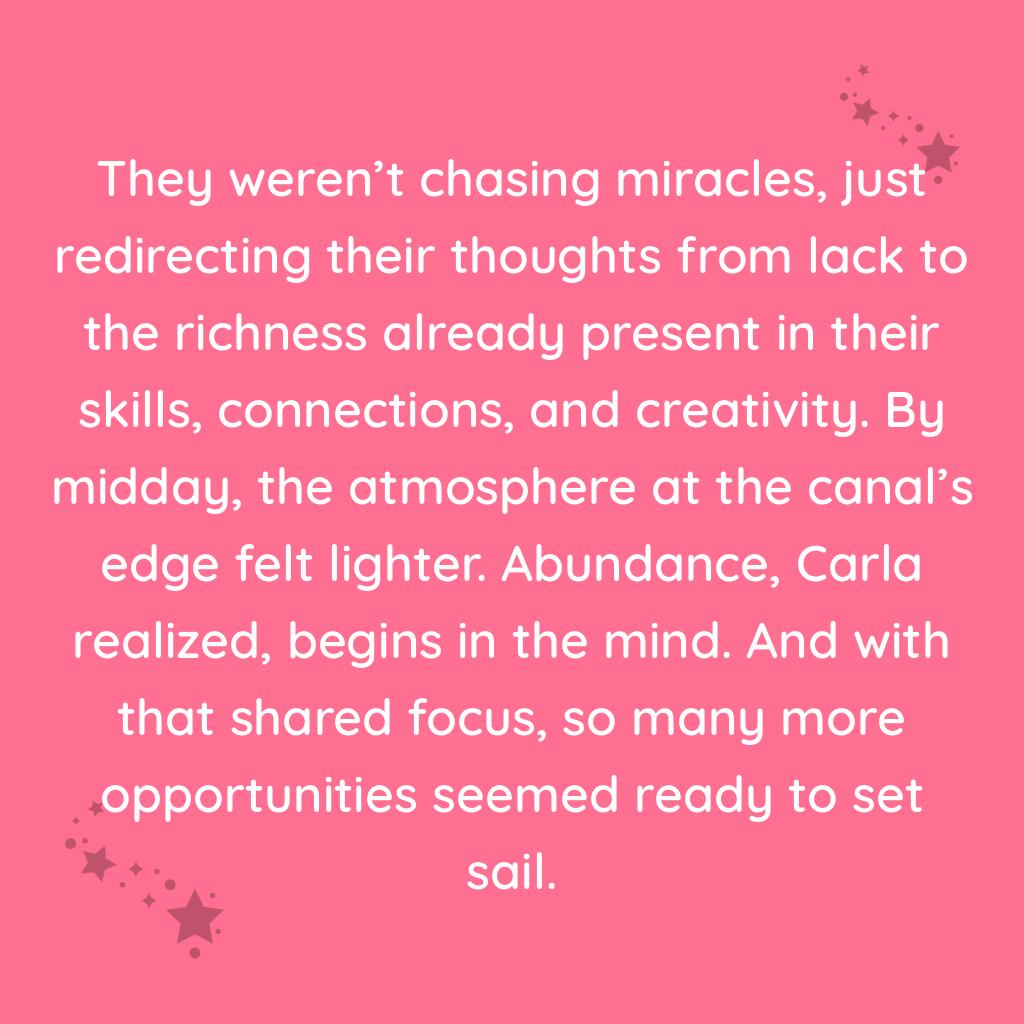 They weren’t chasing miracles, just
redirecting their thoughts from lack to
the richness already present in their
skills, connections, and creativity. By
midday, the atmosphere at the canal’s
edge felt lighter. Abundance, Carla
realized, begins in the mind. And with
that shared focus, so many more
opportunities seemed ready to set
sail.